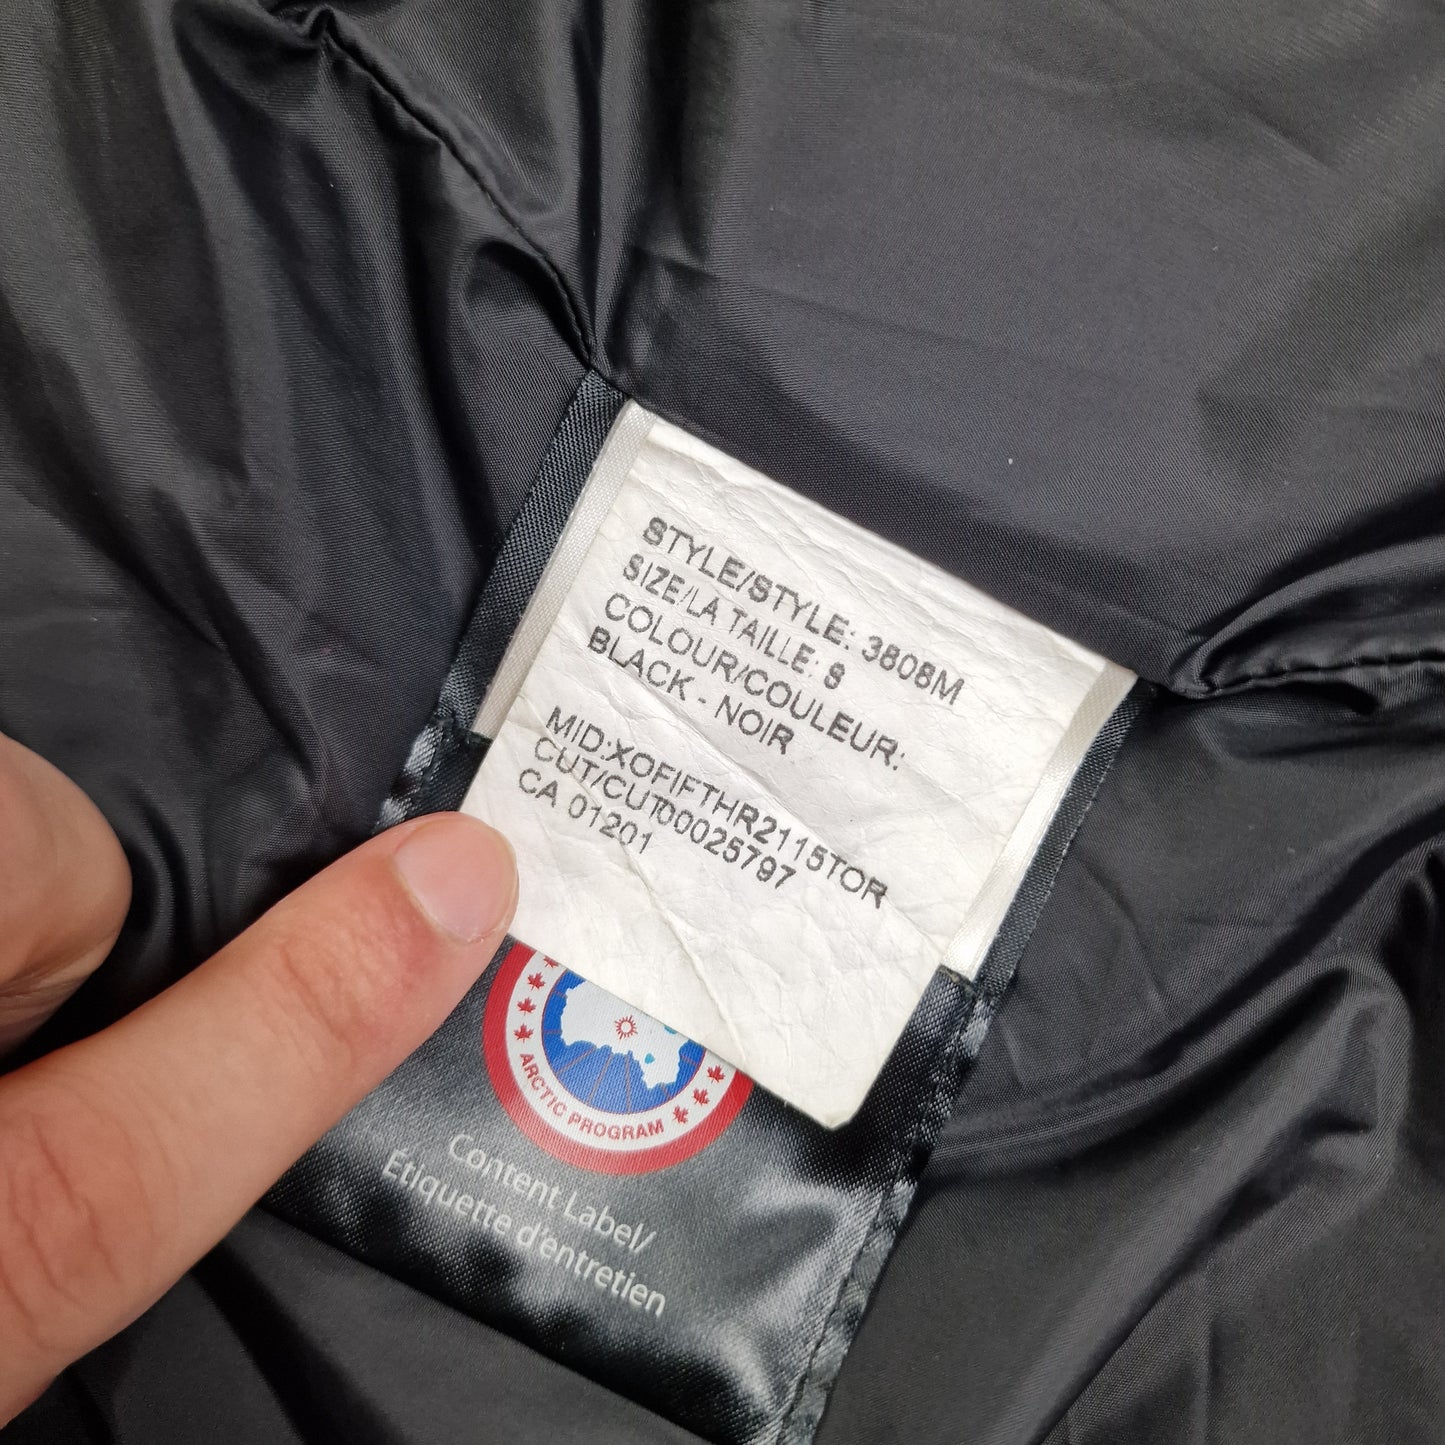 STYLE/STYLE: 3808M
SIZE/LA TAILLE: S
COLOUR/COULEUR:
BLACK - NOIR
MID:XOFIFTHR2115TOR
CUT/CUT00025797
CA 01201
ARCTIC PROGRAM
Content Label/
Étiquette d'entretien